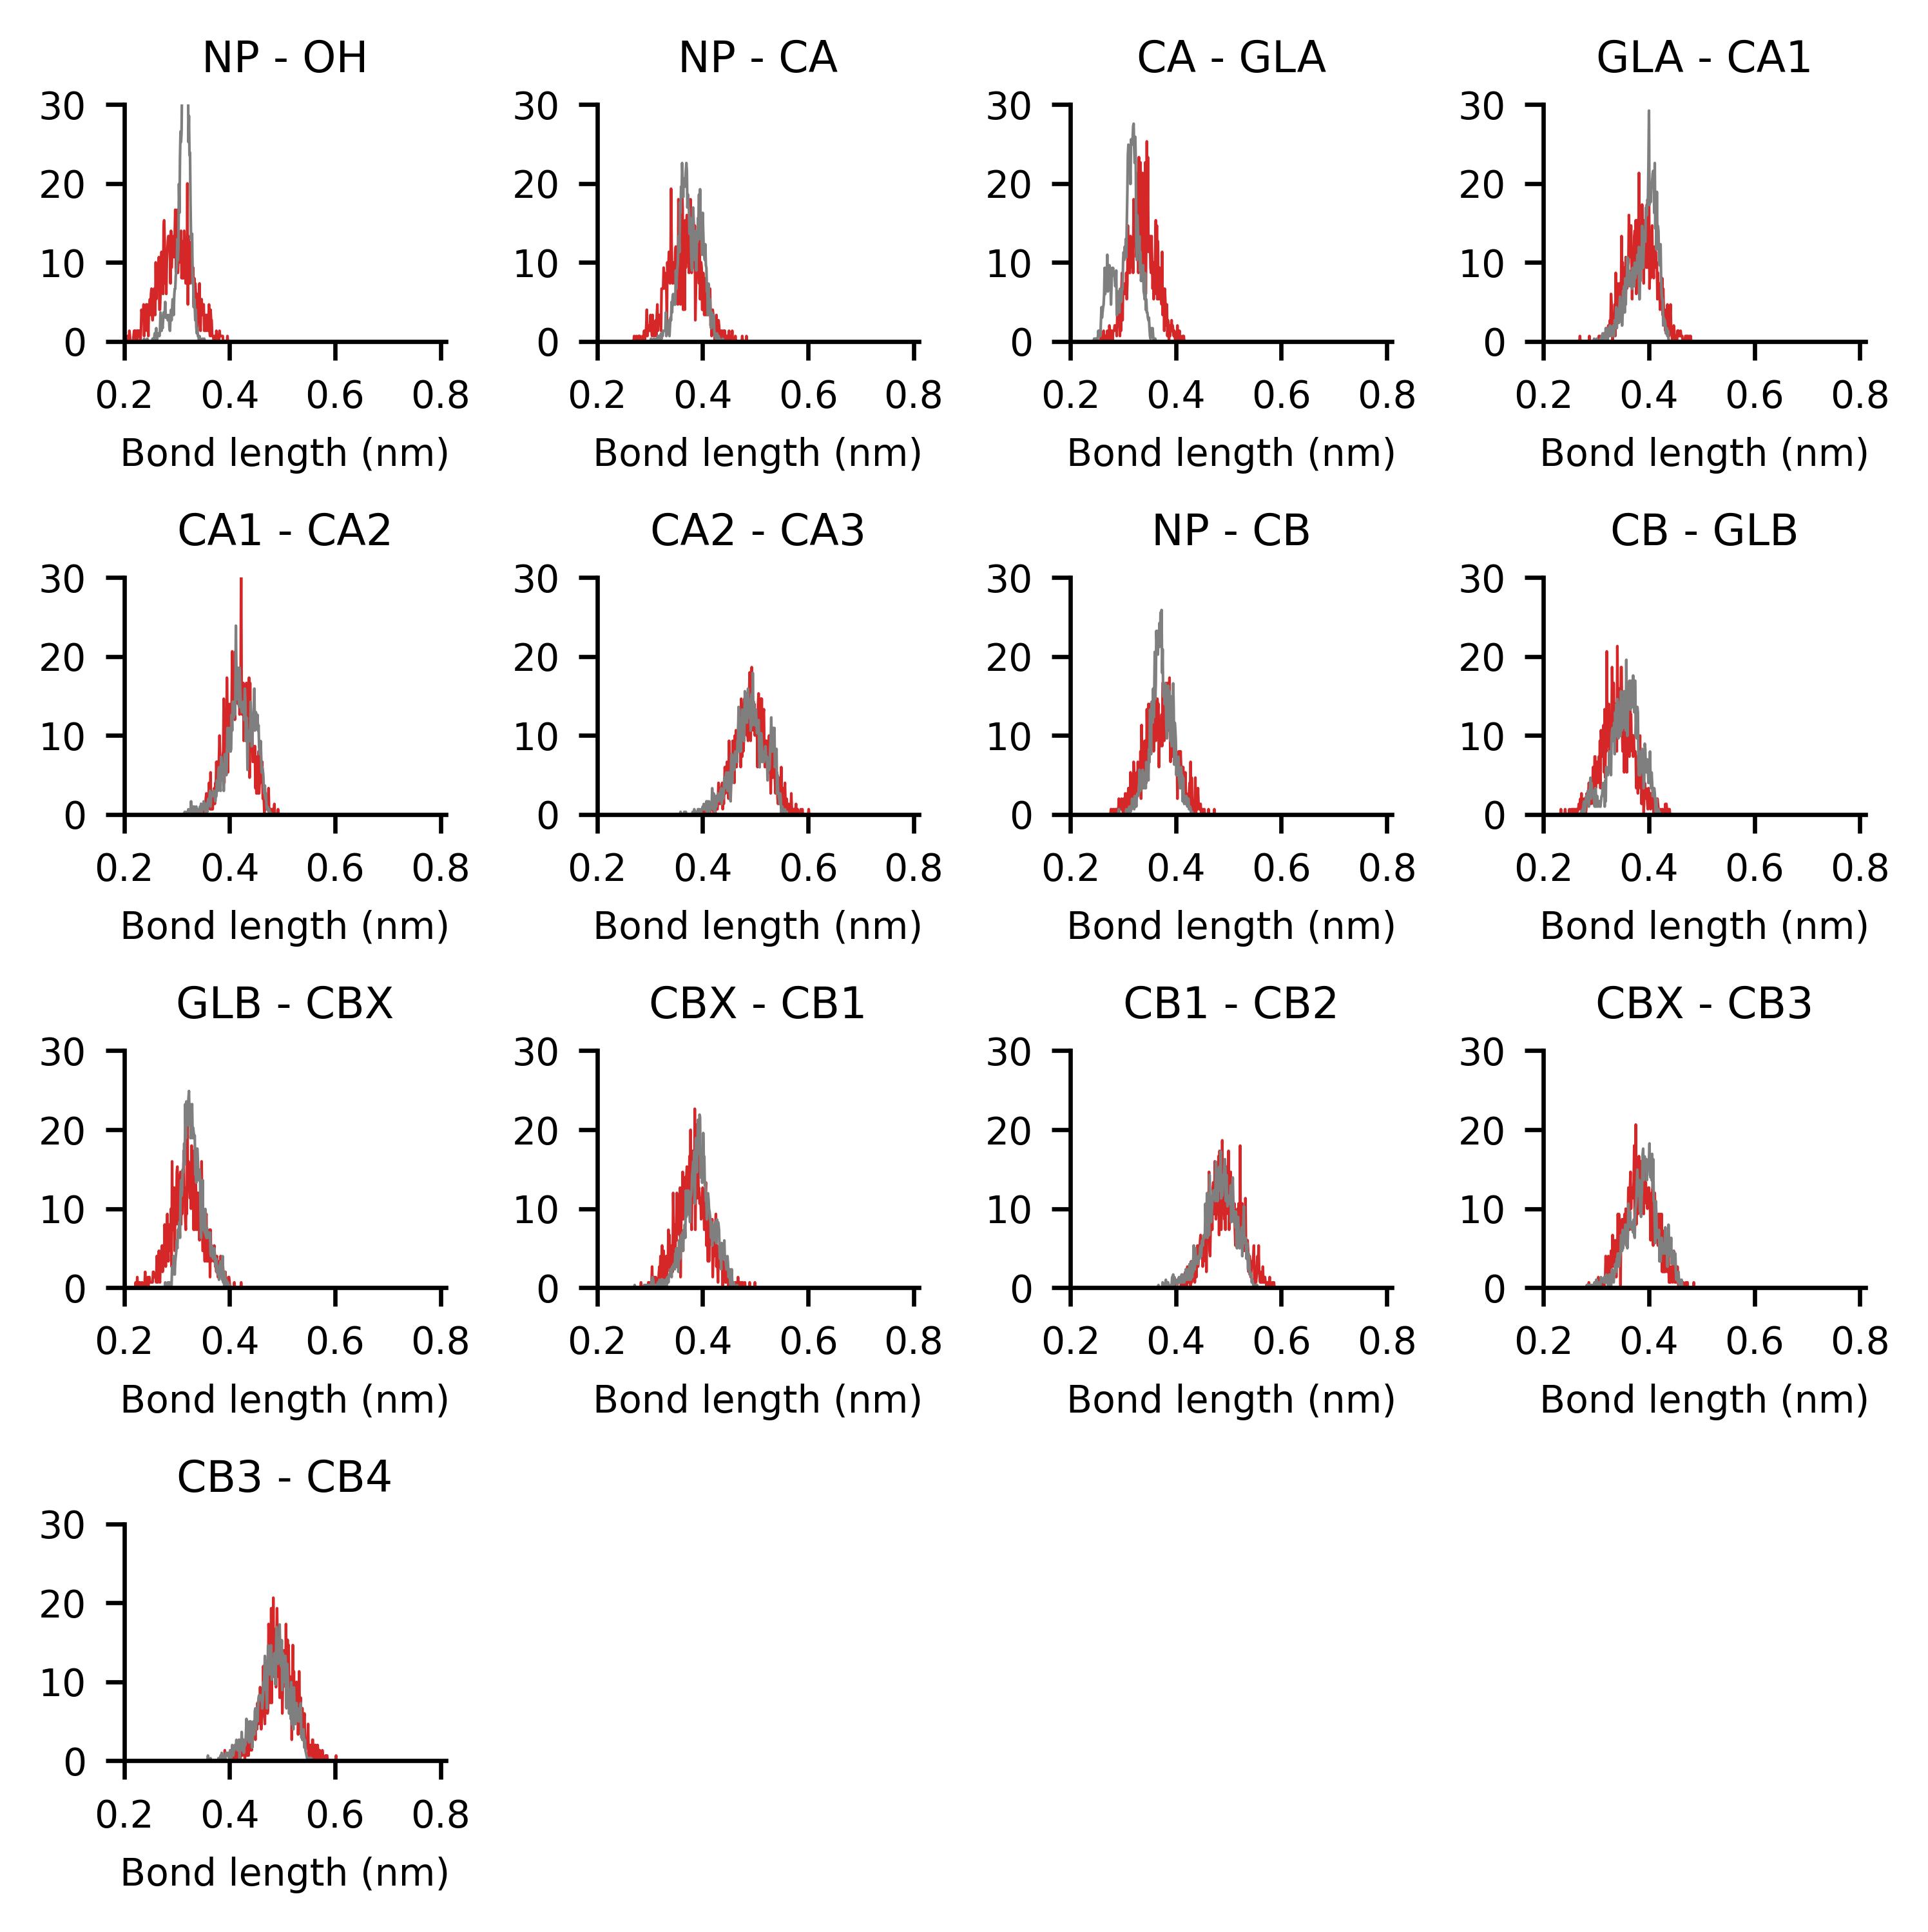 NP - OH NP - CA CA - GLA GLA - CA1
30 30 30 30
20 20 20 20
10 10 10 10
0 0 0 0
0.2 0.4 0.6 0.8 0.2 0.4 0.6 0.8 0.2 0.4 0.6 0.8 0.2 0.4 0.6 0.8
Bond length (nm) Bond length (nm) Bond length (nm) Bond length (nm)
CA1 - CA2 CA2 - CA3 NP - CB CB - GLB
30 30 30 30
20 20 20 20
10 10 10 10
0 0 0 0
0.2 0.4 0.6 0.8 0.2 0.4 0.6 0.8 0.2 0.4 0.6 0.8 0.2 0.4 0.6 0.8
Bond length (nm) Bond length (nm) Bond length (nm) Bond length (nm)
GLB - CBX CBX - CB1 CB1 - CB2 CBX - CB3
30 30 30 30
20 20 20 20
10 10 10 10
0 0 0 0
0.2 0.4 0.6 0.8 0.2 0.4 0.6 0.8 0.2 0.4 0.6 0.8 0.2 0.4 0.6 0.8
Bond length (nm) Bond length (nm) Bond length (nm) Bond length (nm)
CB3 - CB4
30
20
10
0
0.2 0.4 0.6 0.8
Bond length (nm)